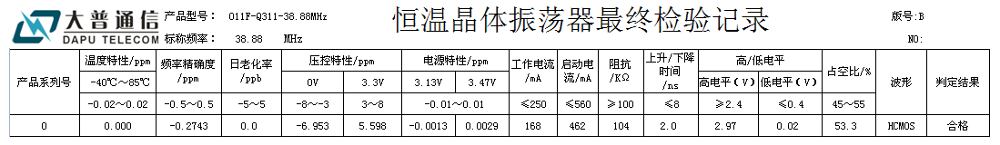 大普通信
DAPU TELECOM
产品型号： O11F-Q311-38.88MHz
标称频率： 38.88 MHz
恒温晶体振荡器最终检验记录
版号:B
NO:
产品系列号 温度特性/ppm 频率精确度/ppm 日老化率/ppb 压控特性/ppm 电源特性/ppm 工作电流/mA 启动电流/mA 阻抗/KΩ 上升/下降时间/ns 高/低电平 占空比/% 波形 判定结果
-40℃～85℃ 0V 3.3V 3.13V 3.47V 高电平（V） 低电平（V）
-0.02～0.02 -0.5～0.5 -5～5 -8～-3 3～8 -0.01～0.01 ≤250 ≤560 ≥100 ≤8 ≥2.4 ≤0.4 45～55
0 0.000 -0.2743 0.0 -6.953 5.598 -0.0013 0.0029 168 462 104 2.0 2.97 0.02 53.3 HCMOS 合格